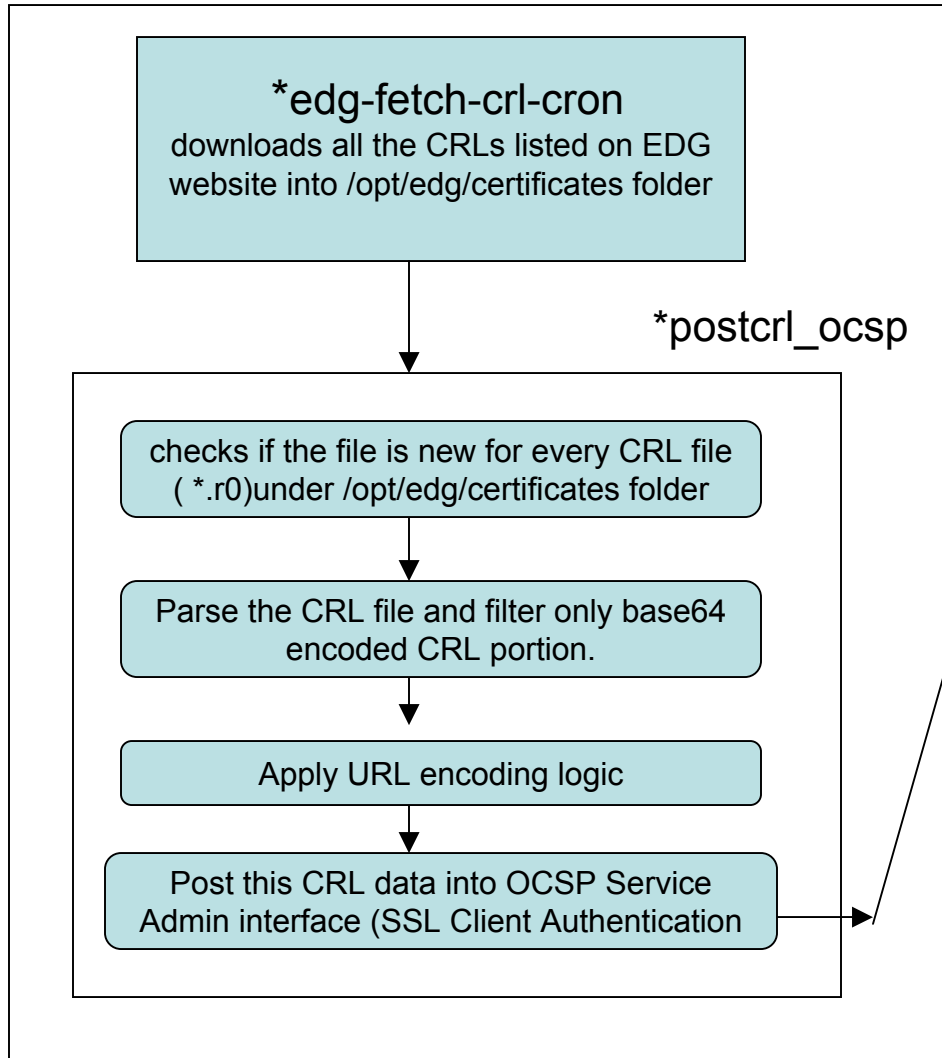 *edg-fetch-crl-cron
downloads all the CRLs listed on EDG
website into /opt/edg/certificates folder
*postcrl_ocsp
checks if the file is new for every CRL file
( *.r0)under /opt/edg/certificates folder
Parse the CRL file and filter only base64
encoded CRL portion.
Apply URL encoding logic
Post this CRL data into OCSP Service
Admin interface (SSL Client Authentication